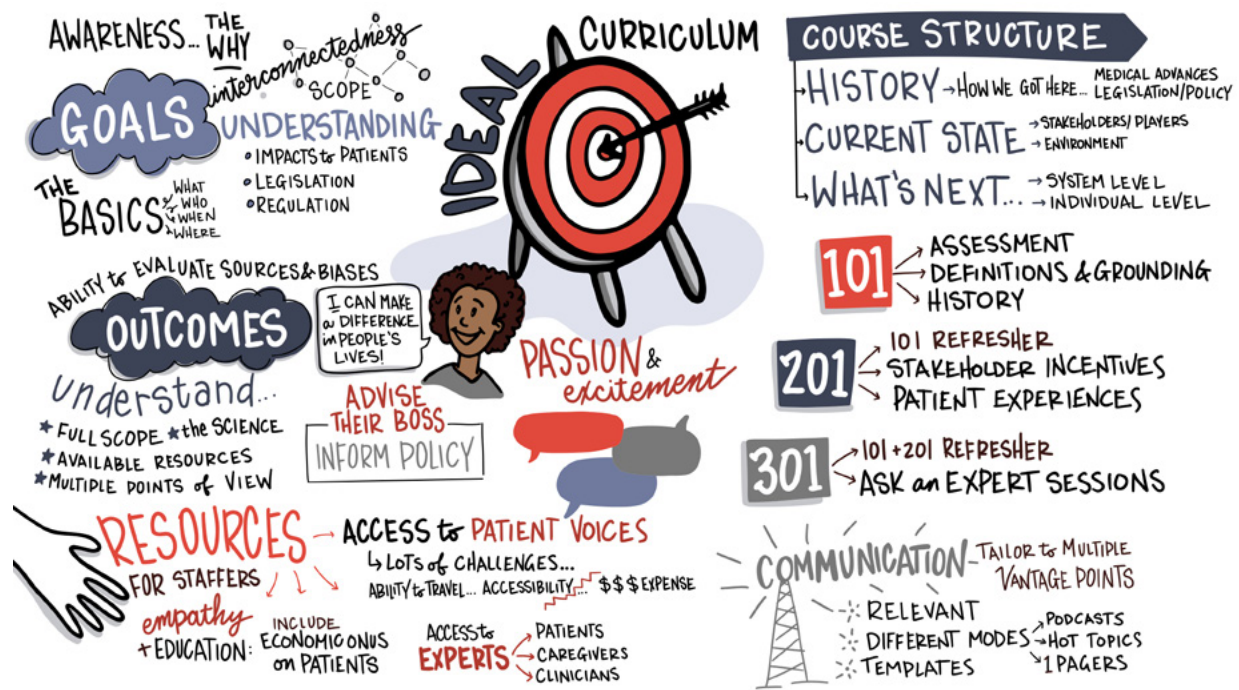 AWARENESS... THE WHY
interconnectedness
SCOPE
GOALS
UNDERSTANDING
• IMPACTS to PATIENTS
• LEGISLATION
• REGULATION
THE BASICS
WHAT
WHO
WHEN
WHERE
IDEAL
CURRICULUM
COURSE STRUCTURE
HISTORY → HOW WE GOT HERE... MEDICAL ADVANCES
LEGISLATION/POLICY
CURRENT STATE → STAKEHOLDERS/PLAYERS
→ ENVIRONMENT
WHAT'S NEXT... → SYSTEM LEVEL
→ INDIVIDUAL LEVEL
101
ASSESSMENT
DEFINITIONS & GROUNDING
HISTORY
201
101 REFRESHER
STAKEHOLDER INCENTIVES
PATIENT EXPERIENCES
301
101 + 201 REFRESHER
ASK an EXPERT SESSIONS
ABILITY to EVALUATE SOURCES & BIASES
OUTCOMES
understand...
★ FULL SCOPE ★ the SCIENCE
★ AVAILABLE RESOURCES
★ MULTIPLE POINTS of VIEW
I CAN MAKE
a DIFFERENCE
in PEOPLE'S
LIVES!
ADVISE
THEIR BOSS
INFORM POLICY
PASSION &
excitement
RESOURCES
FOR STAFFERS
empathy
+ EDUCATION: INCLUDE
ECONOMIC ONUS
on PATIENTS
ACCESS to PATIENT VOICES
LOTS of CHALLENGES...
ABILITY to TRAVEL... ACCESSIBILITY... $$$ EXPENSE
ACCESS to
EXPERTS
PATIENTS
CAREGIVERS
CLINICIANS
COMMUNICATION - TAILOR to MULTIPLE
VANTAGE POINTS
RELEVANT
DIFFERENT MODES
TEMPLATES
PODCASTS
HOT TOPICS
1 PAGERS